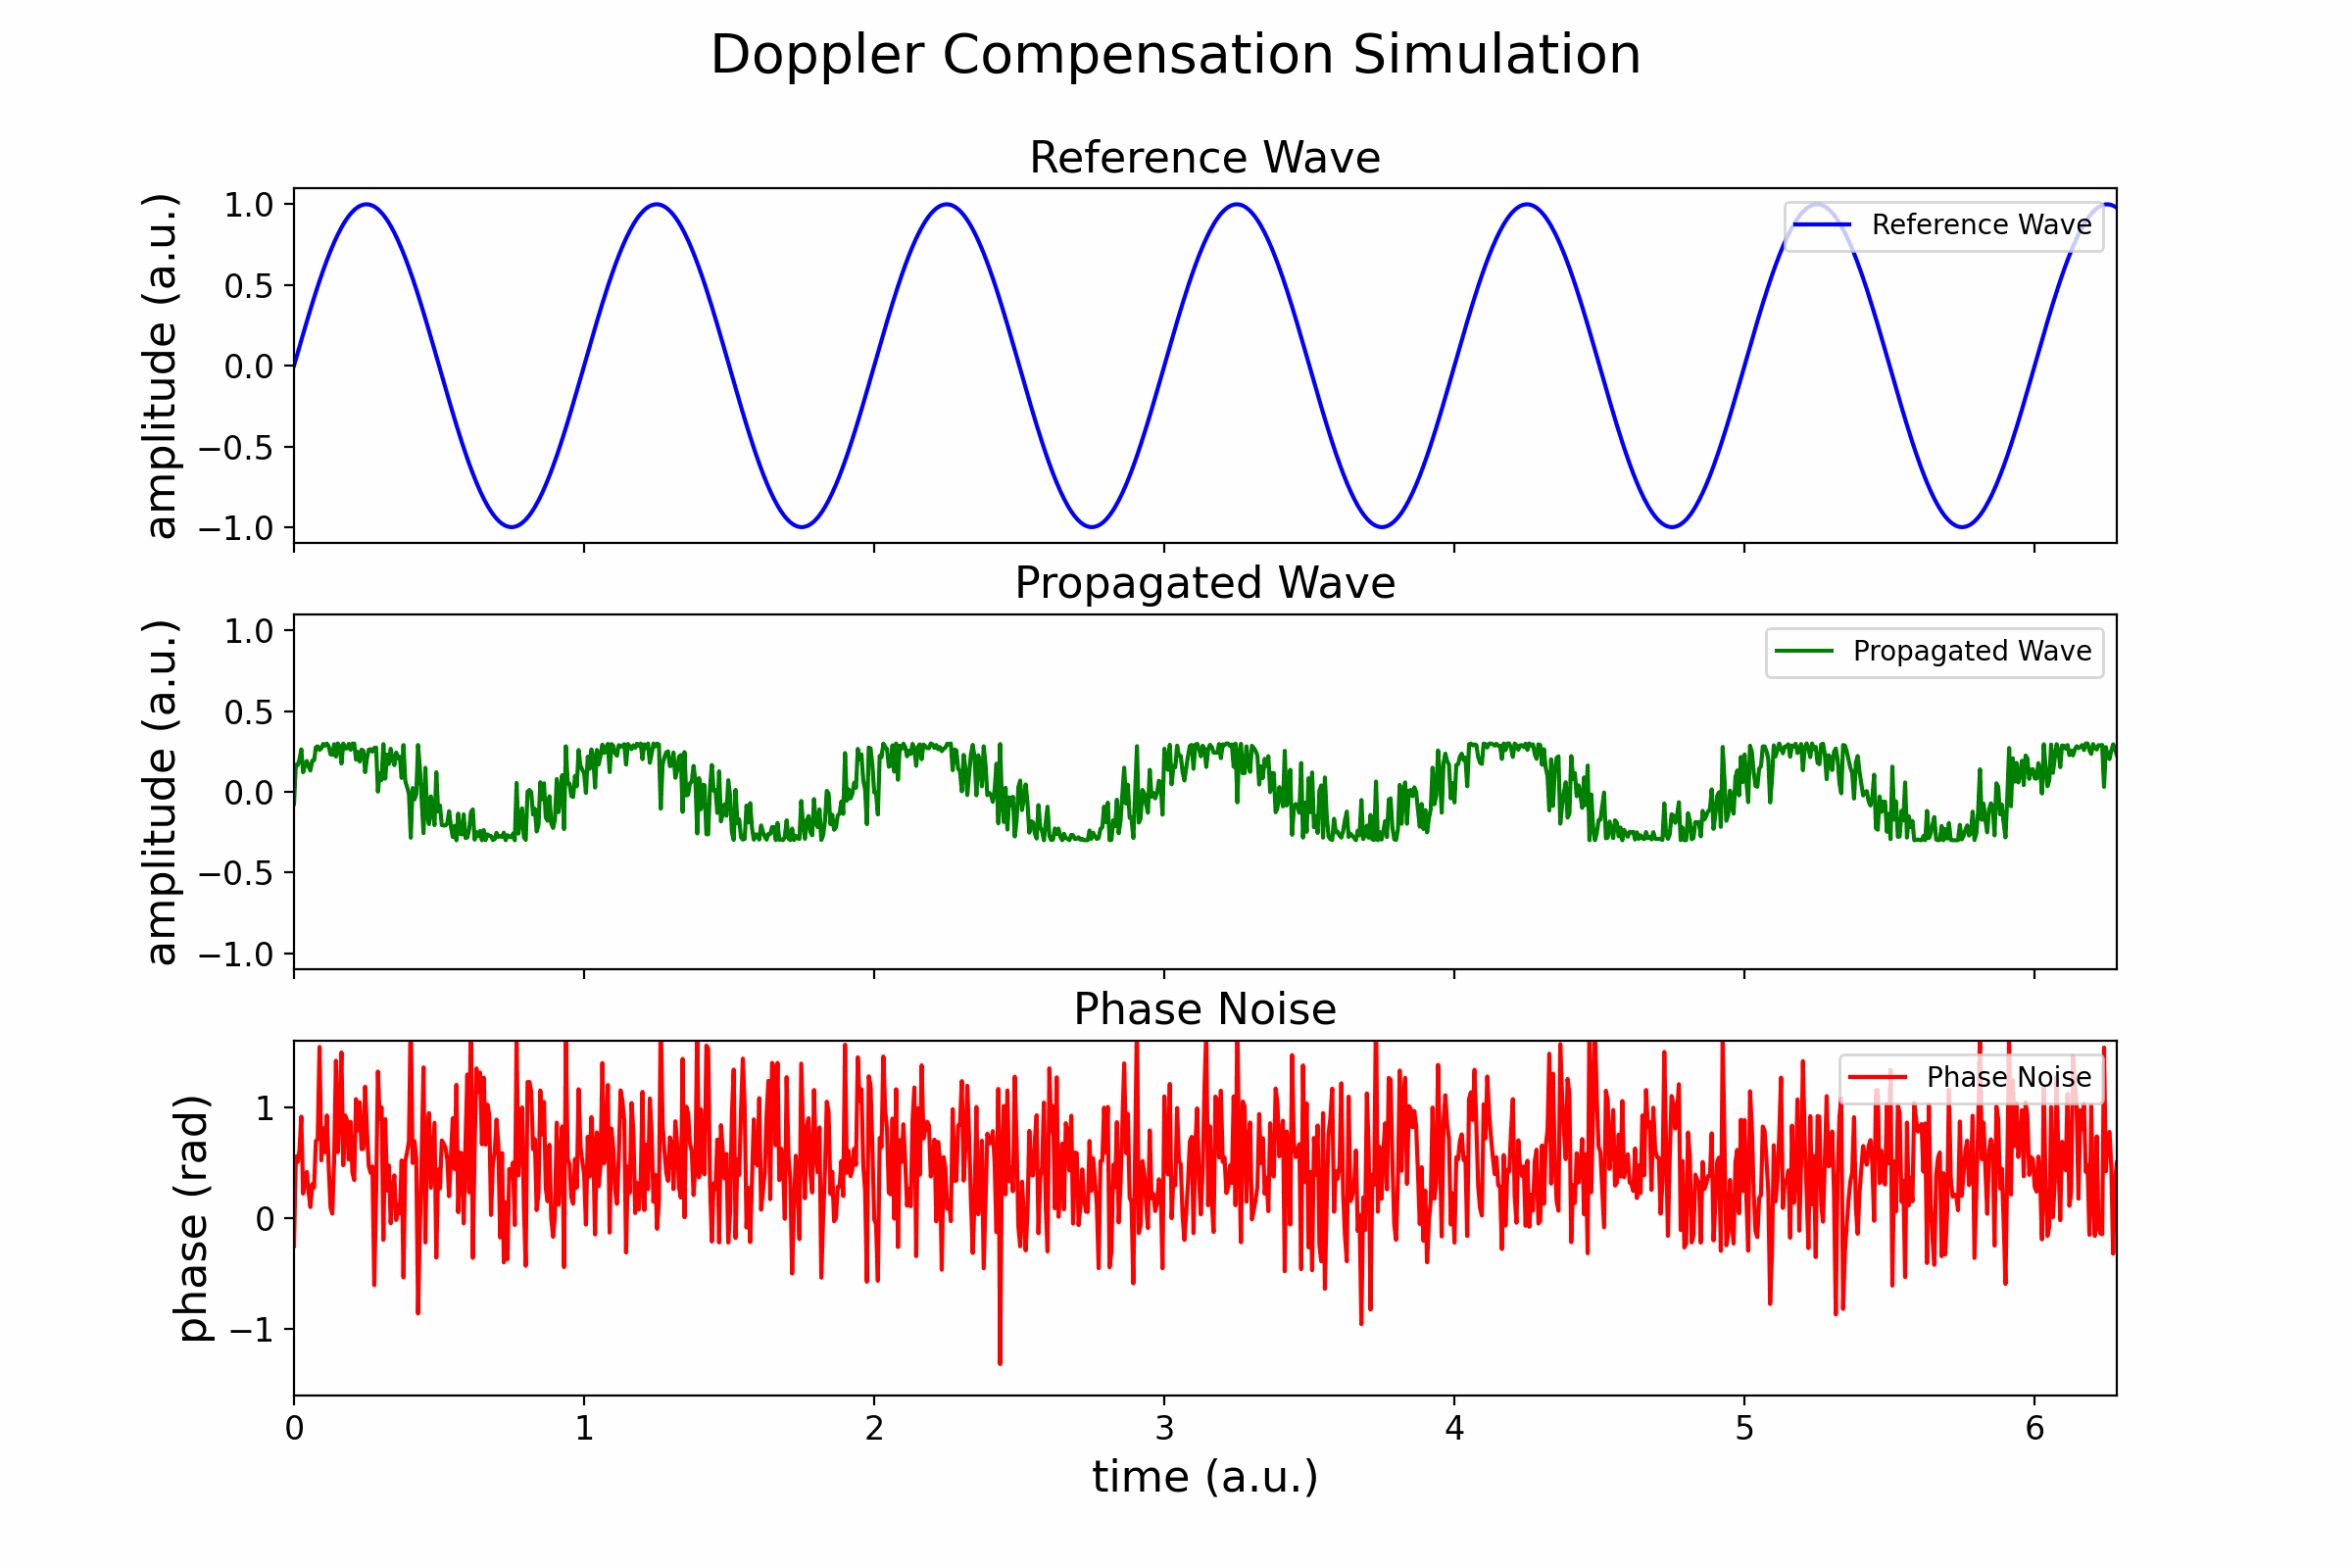 Doppler Compensation Simulation
Reference Wave
amplitude (a.u.)
1.0
0.5
0.0
−0.5
−1.0
Reference Wave
Propagated Wave
amplitude (a.u.)
1.0
0.5
0.0
−0.5
−1.0
Propagated Wave
Phase Noise
phase (rad)
1
0
−1
Phase Noise
0 1 2 3 4 5 6
time (a.u.)